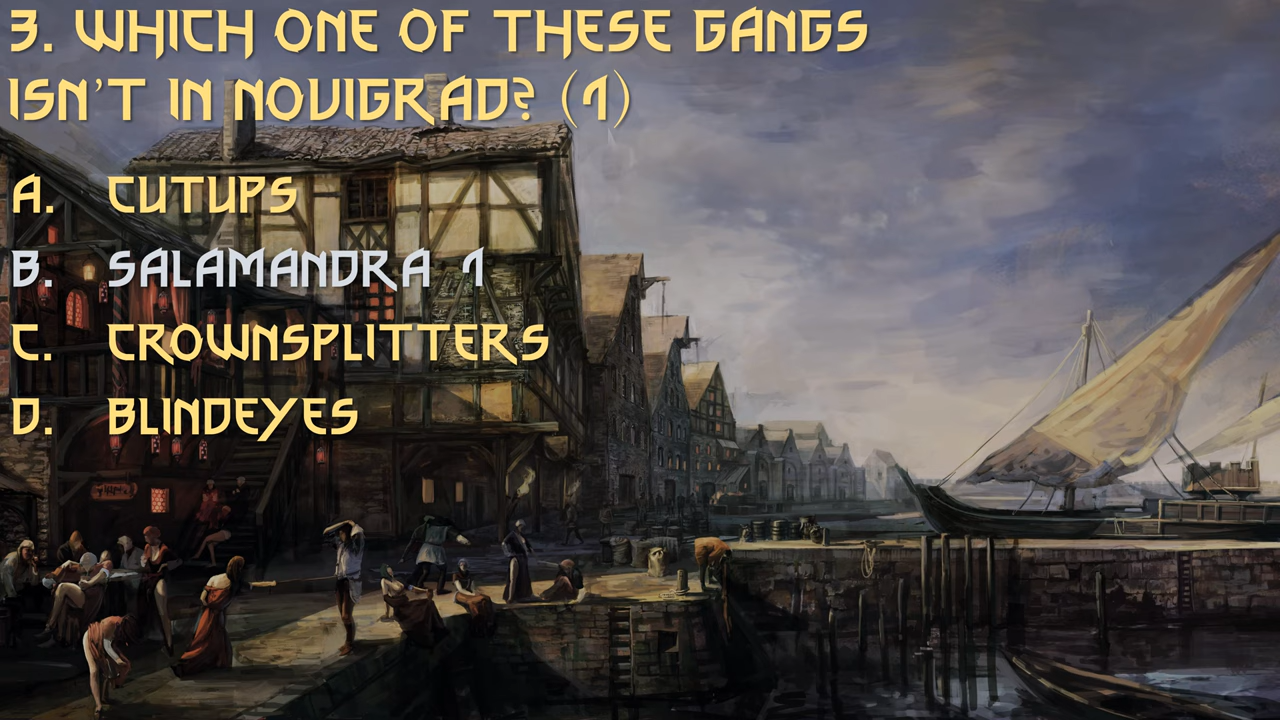 3. WHICH ONE OF THESE GANGS
ISN'T IN NOVIGRAD? (1)
A. CUTUPS
B. SALAMANDRA 1
C. CROWNSPLITTERS
D. BLINDEYES